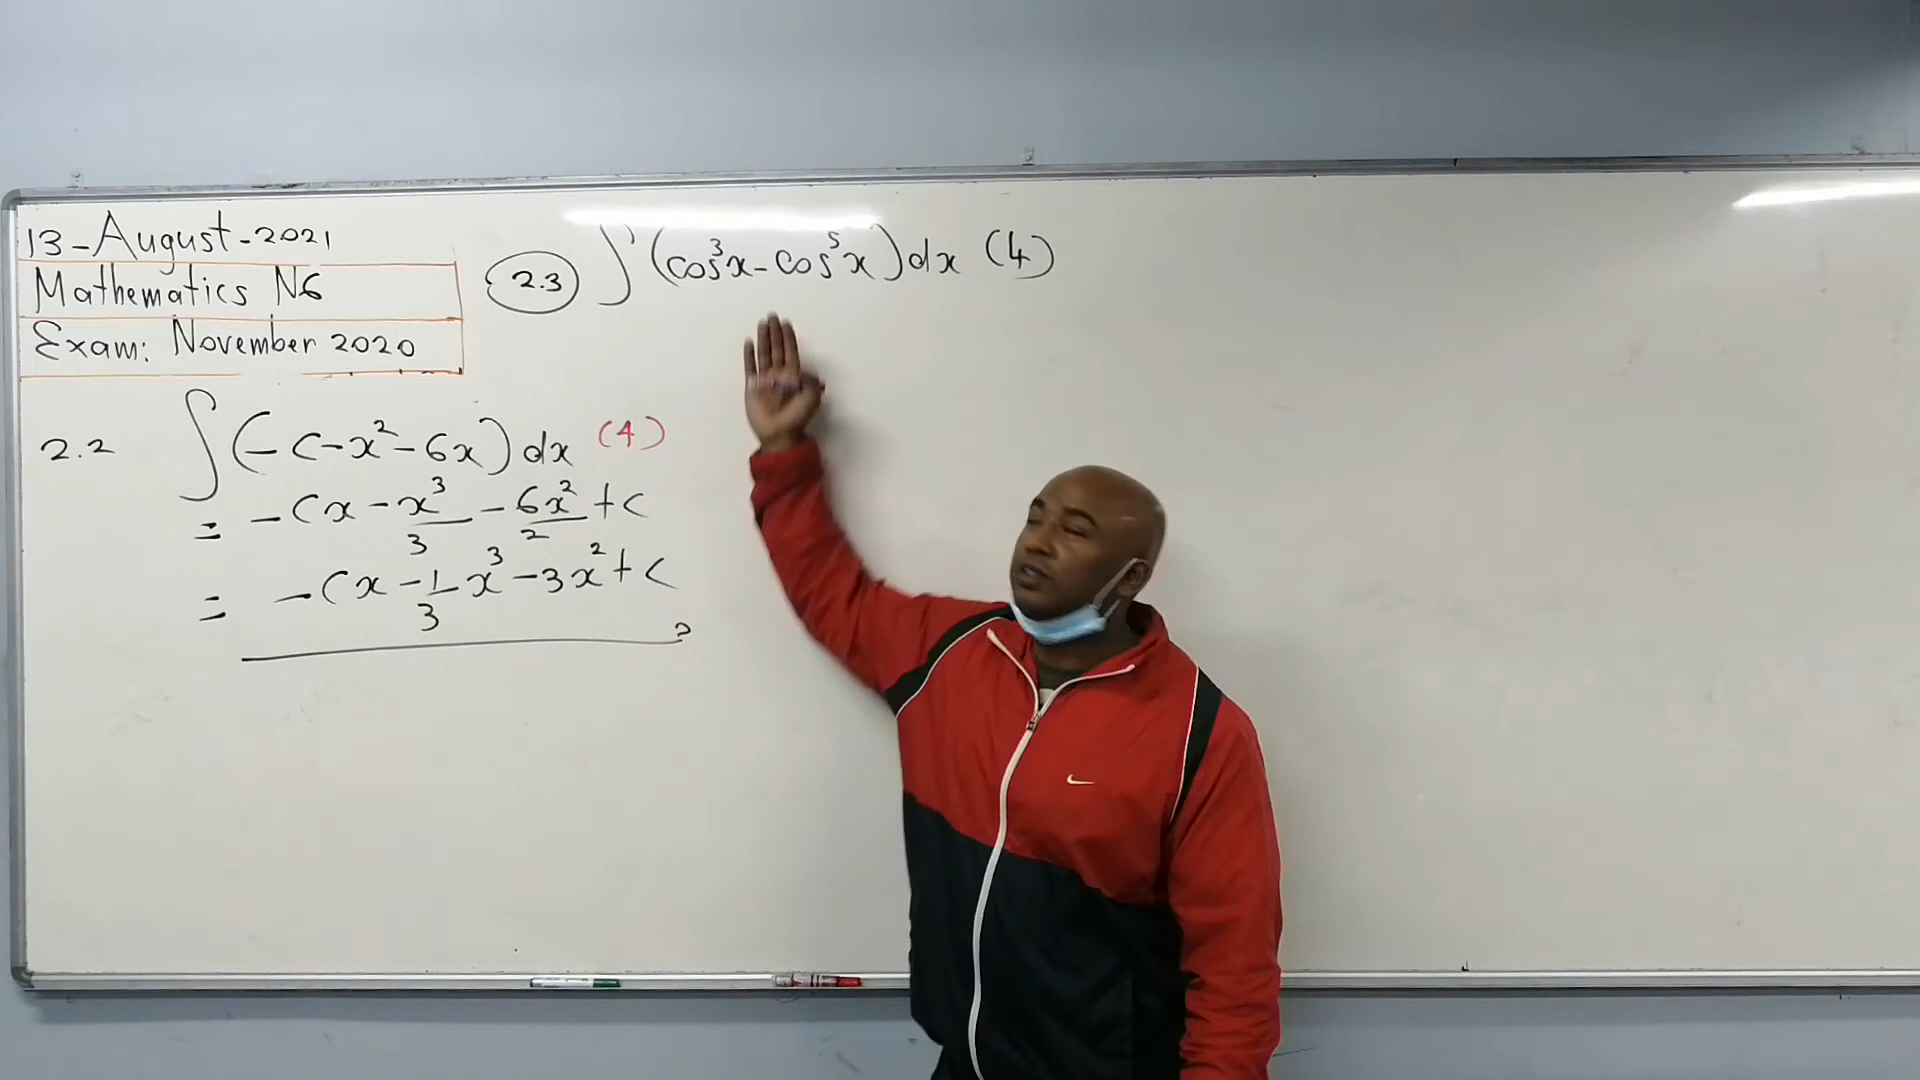 13-August-2021
Mathematics N6
Exam: November 2020
2.2 ∫(-c-x²-6x)dx (4)
= -cx - x³/3 - 6x²/2 + c
= -cx - 1/3 x³ - 3x² + c
2.3 ∫(cos³x - cos⁵x)dx (4)